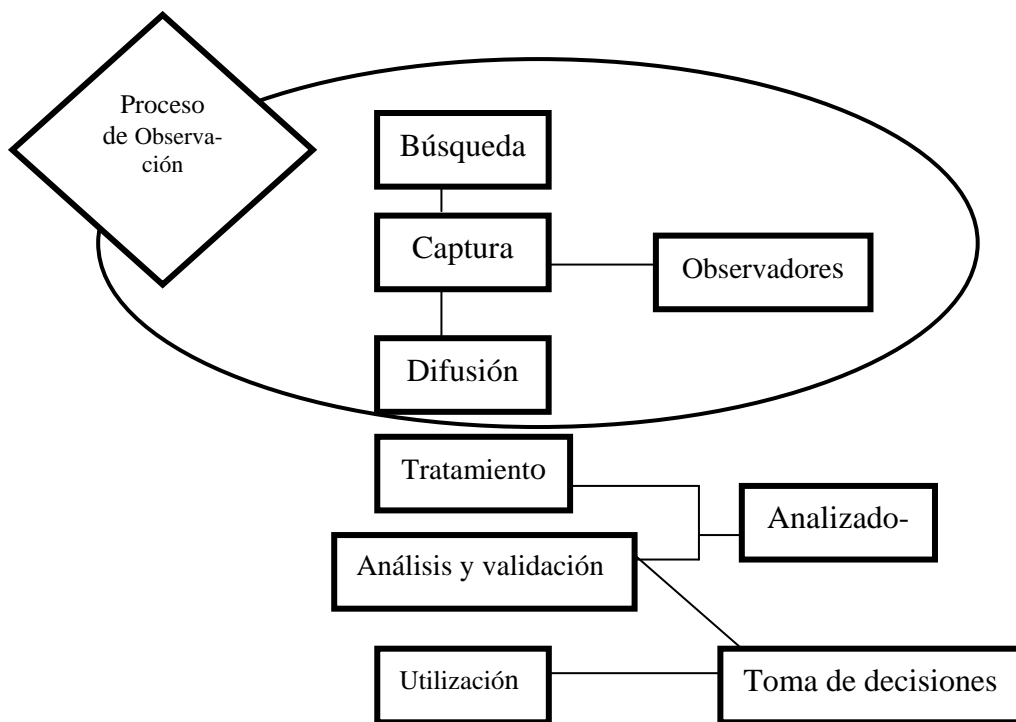 Proceso
de Observa-
ción
Búsqueda
Captura
Observadores
Difusión
Tratamiento
Analizado-
Análisis y validación
Utilización
Toma de decisiones